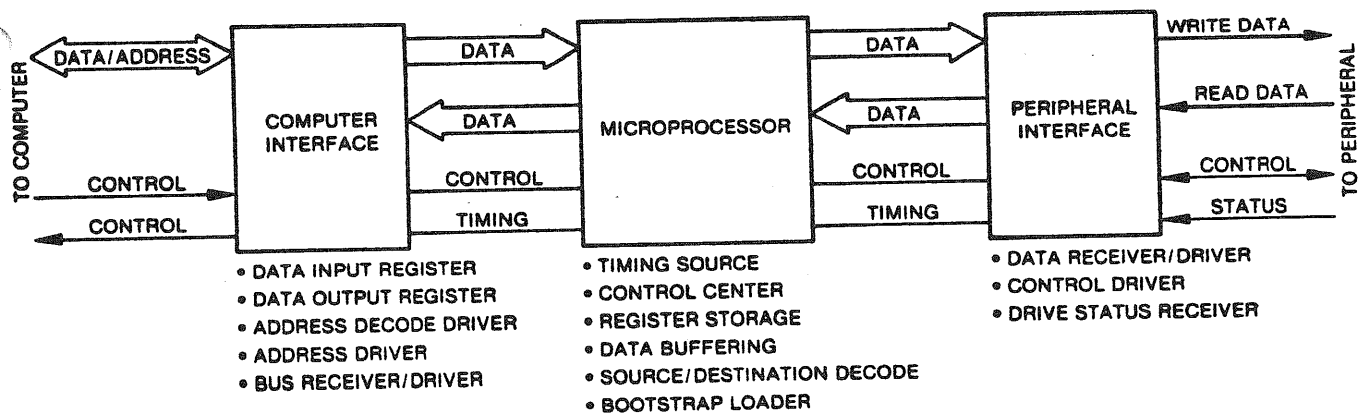 TO COMPUTER
DATA/ADDRESS
CONTROL
CONTROL
COMPUTER
INTERFACE
DATA
DATA
CONTROL
TIMING
MICROPROCESSOR
DATA
DATA
CONTROL
TIMING
PERIPHERAL
INTERFACE
WRITE DATA
READ DATA
CONTROL
STATUS
TO PERIPHERAL
• DATA INPUT REGISTER
• DATA OUTPUT REGISTER
• ADDRESS DECODE DRIVER
• ADDRESS DRIVER
• BUS RECEIVER/DRIVER
• TIMING SOURCE
• CONTROL CENTER
• REGISTER STORAGE
• DATA BUFFERING
• SOURCE/DESTINATION DECODE
• BOOTSTRAP LOADER
• DATA RECEIVER/DRIVER
• CONTROL DRIVER
• DRIVE STATUS RECEIVER